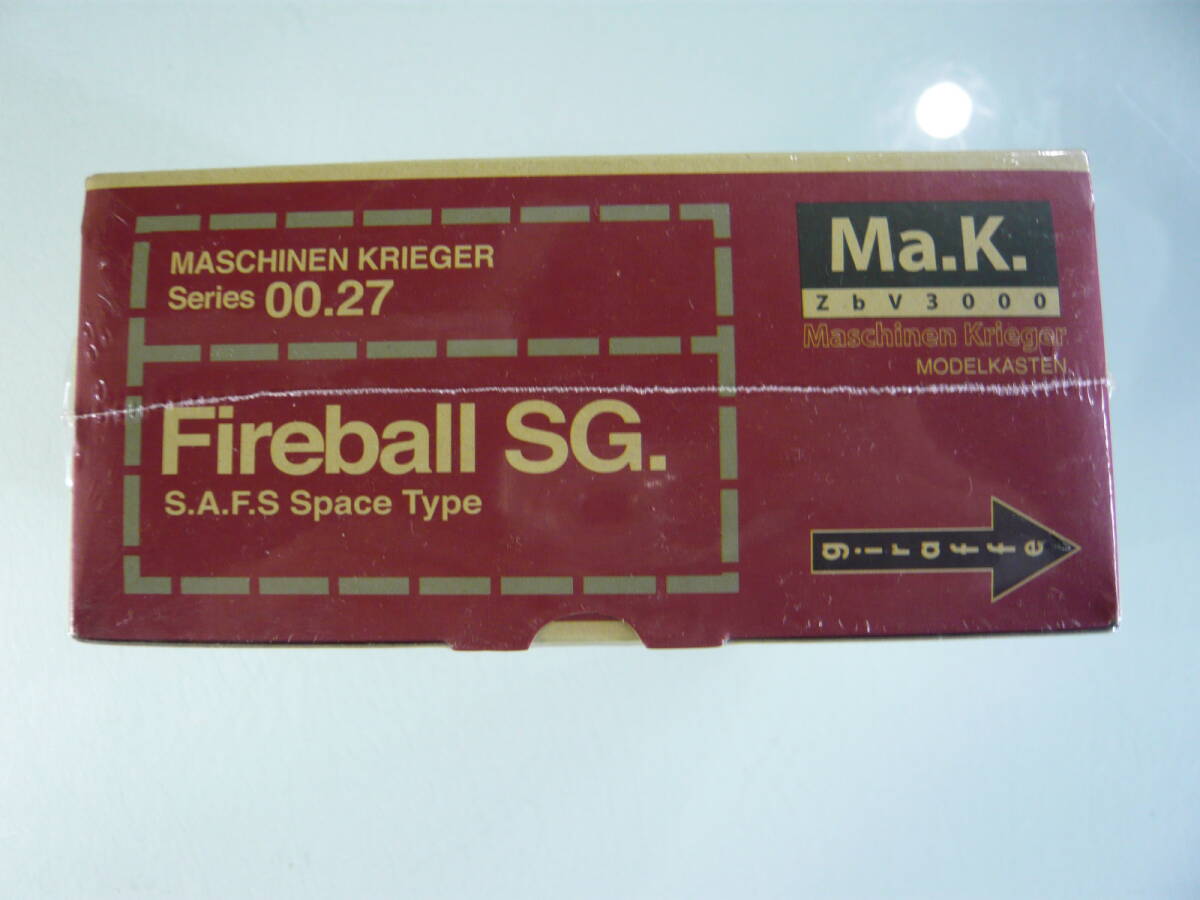 MASCHINEN KRIEGER
Series 00.27
Fireball SG.
S.A.F.S Space Type
Ma.K.
ZbV3000
Maschinen Krieger
MODELKASTEN
giraffe